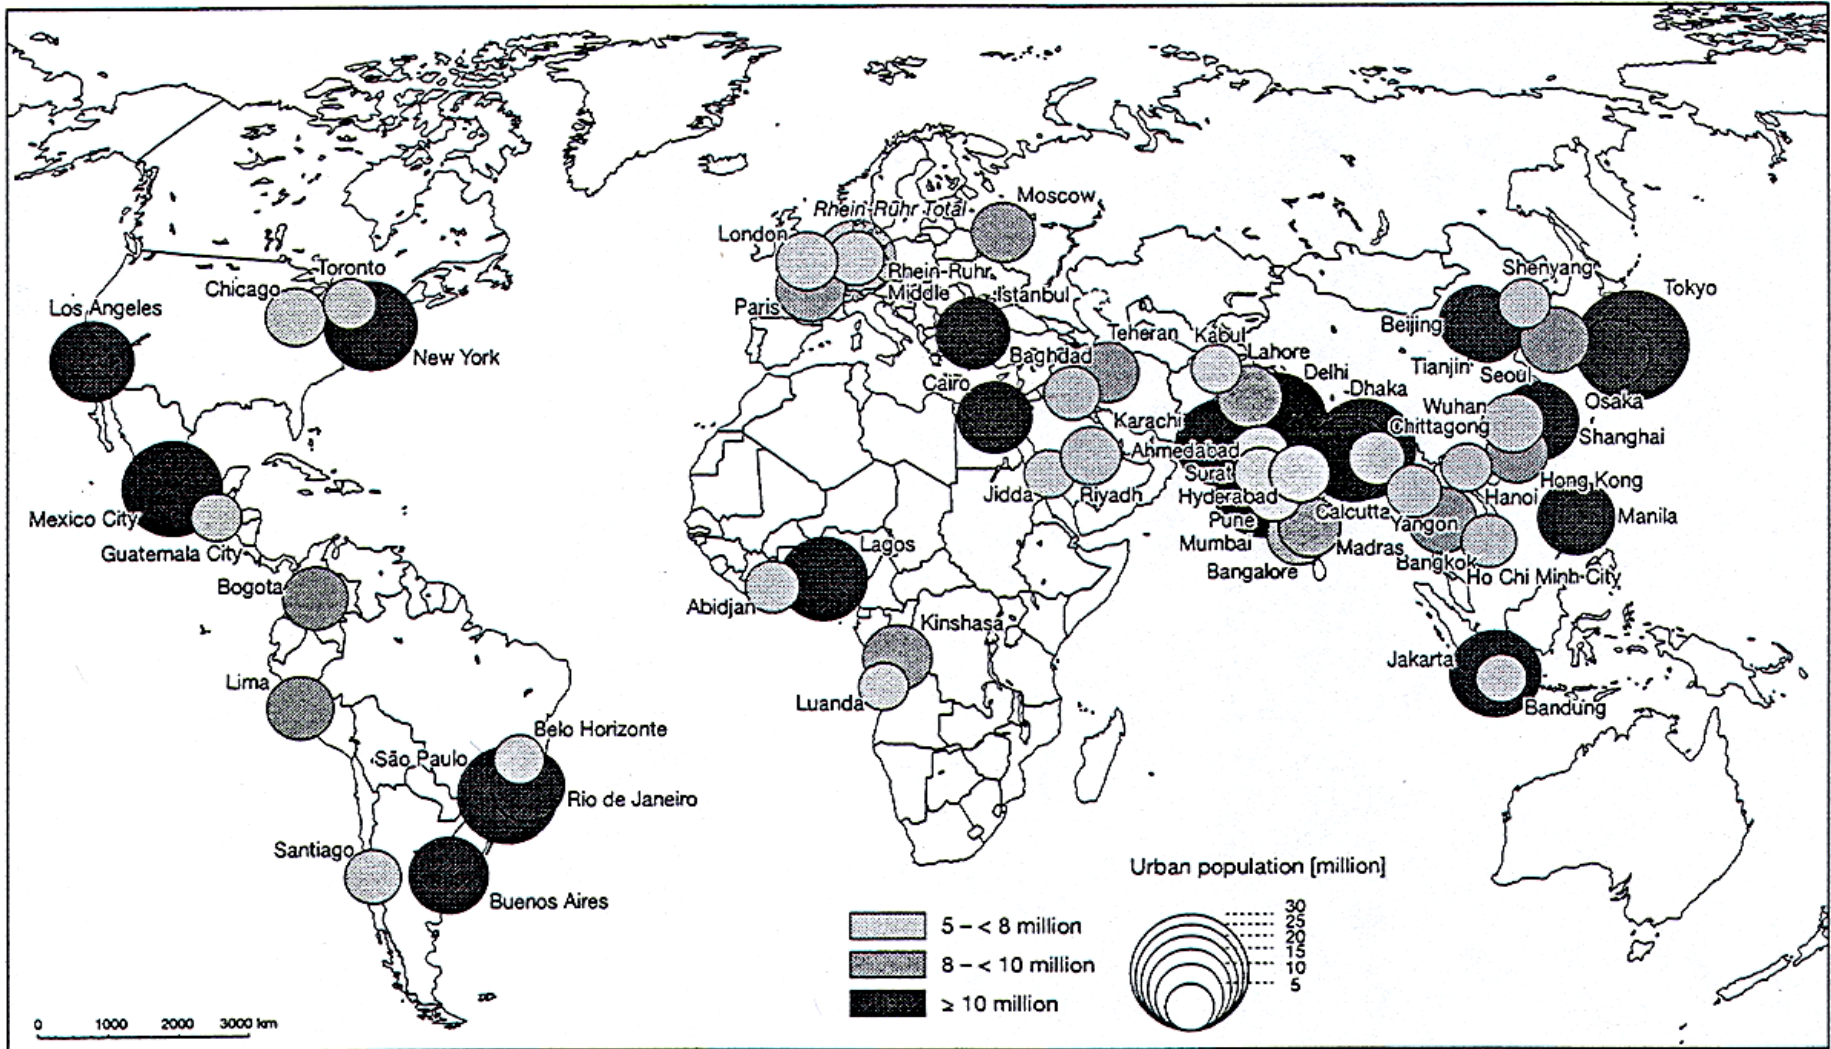 Moscow
Rhein-Ruhr Total
London
Toronto
Chicago
Rhein-Ruhr
Middle
Shenyang
Tokyo
Los Angeles
Paris
Istanbul
New York
Teheran
Kabul
Beijing
Baghdad
Lahore
Tianjin
Seoul
Cairo
Delhi
Dhaka
Osaka
Wuhan
Karachi
Chittagong
Shanghai
Ahmedabad
Surat
Jidda
Riyadh
Hyderabad
Hong Kong
Hanoi
Mexico City
Pune
Calcutta
Yangon
Manila
Guatemala City
Lagos
Mumbai
Madras
Bangkok
Bangalore
Ho Chi Minh City
Bogota
Abidjan
Kinshasa
Jakarta
Lima
Luanda
Bandung
Belo Horizonte
São Paulo
Rio de Janeiro
Santiago
Buenos Aires
Urban population [million]
30
25
20
15
10
5
5 – < 8 million
8 – < 10 million
≥ 10 million
0 1000 2000 3000 km